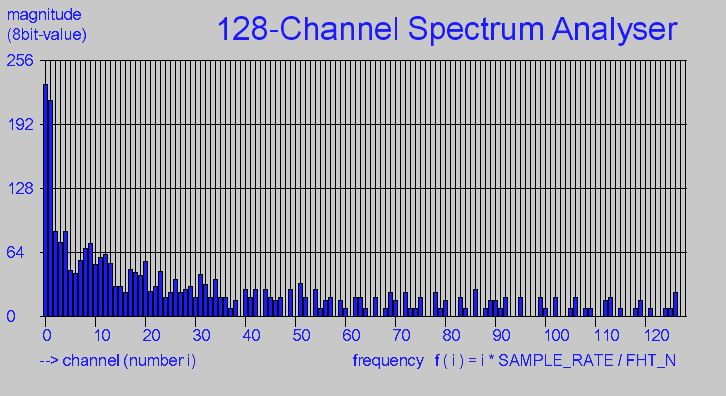 magnitude
(8bit-value)
128-Channel Spectrum Analyser
256
192
128
64
0
0 10 20 30 40 50 60 70 80 90 100 110 120
--> channel (number i)
frequency f ( i ) = i * SAMPLE_RATE / FHT_N